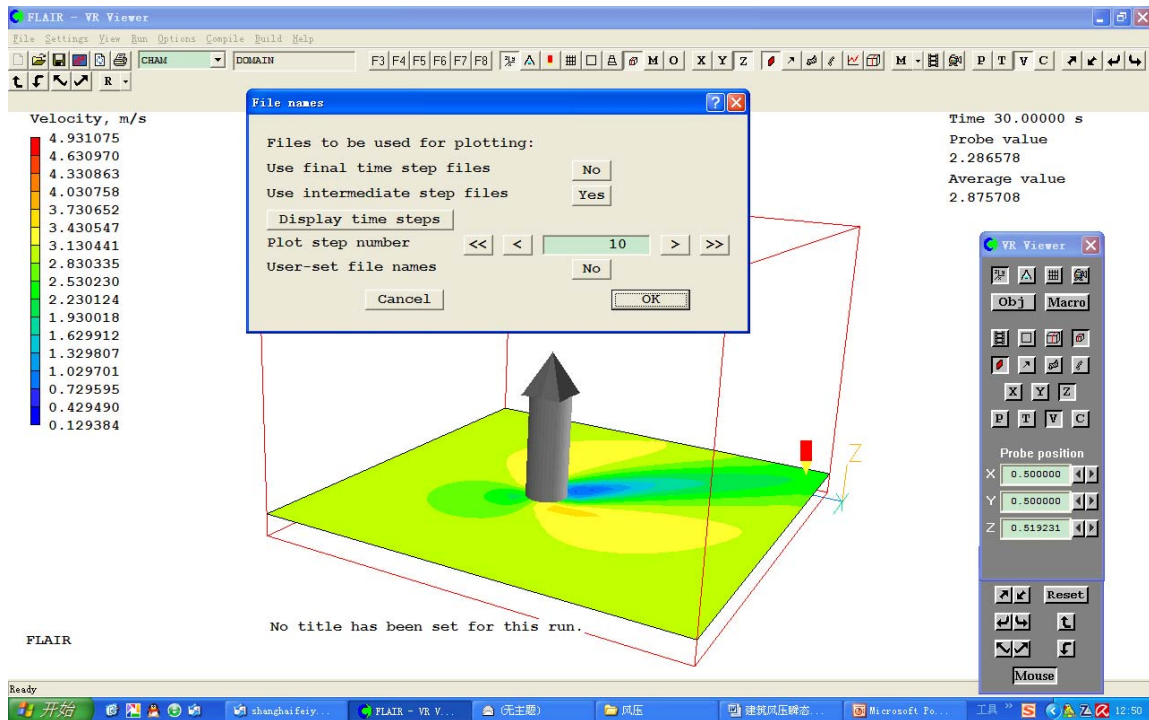 FLAIR - VR Viewer
File Settings View Run Options Compile Build Help
CHAM DOMAIN F3 F4 F5 F6 F7 F8 M O X Y Z M P T V C
R
File names
Files to be used for plotting:
Use final time step files No
Use intermediate step files Yes
Display time steps
Plot step number << < 10 > >>
User-set file names No
Cancel OK
Velocity, m/s
4.931075
4.630970
4.330863
4.030758
3.730652
3.430547
3.130441
2.830335
2.530230
2.230124
1.930018
1.629912
1.329807
1.029701
0.729595
0.429490
0.129384
Time 30.00000 s
Probe value
2.286578
Average value
2.875708
VR Viewer
Obj Macro
X Y Z
P T V C
Probe position
X 0.500000
Y 0.500000
Z 0.519231
Reset
Mouse
Z
X
No title has been set for this run.
FLAIR
Ready
开始 shanghaifeiy... FLAIR - VR V... (无主题) 风压 建筑风压瞬态... Microsoft Po... 工具 » 12:50